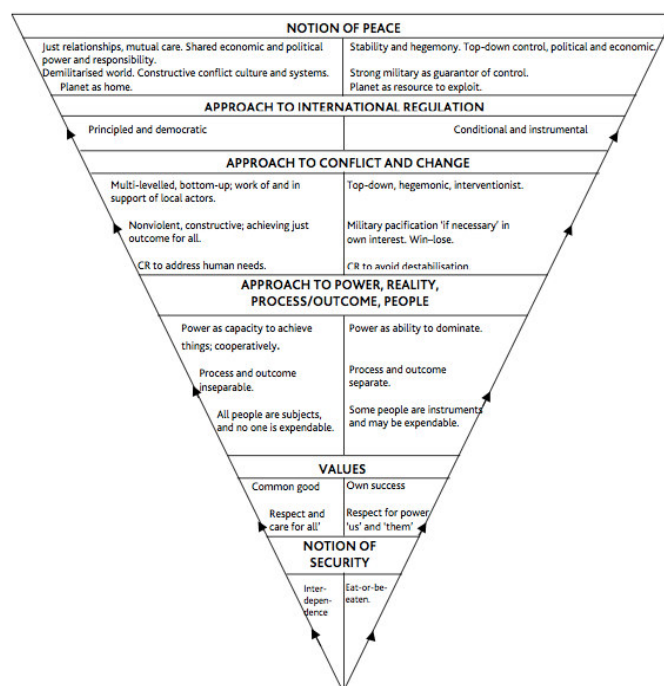 NOTION OF PEACE
Just relationships, mutual care. Shared economic and political
power and responsibility.
Demilitarised world. Constructive conflict culture and systems.
Planet as home.
Stability and hegemony. Top-down control, political and economic.
Strong military as guarantor of control.
Planet as resource to exploit.
APPROACH TO INTERNATIONAL REGULATION
Principled and democratic
Conditional and instrumental
APPROACH TO CONFLICT AND CHANGE
Multi-levelled, bottom-up; work of and in
support of local actors.
Nonviolent, constructive; achieving just
outcome for all.
CR to address human needs.
Top-down, hegemonic, interventionist.
Military pacification ‘if necessary’ in
own interest. Win–lose.
CR to avoid destabilisation.
APPROACH TO POWER, REALITY,
PROCESS/OUTCOME, PEOPLE
Power as capacity to achieve
things; cooperatively.
Process and outcome
inseparable.
All people are subjects,
and no one is expendable.
Power as ability to dominate.
Process and outcome
separate.
Some people are instruments
and may be expendable.
VALUES
Common good
Respect and
care for all’
Own success
Respect for power
‘us’ and ‘them’
NOTION OF
SECURITY
Inter-
depen-
dence
Eat-or-be-
eaten.